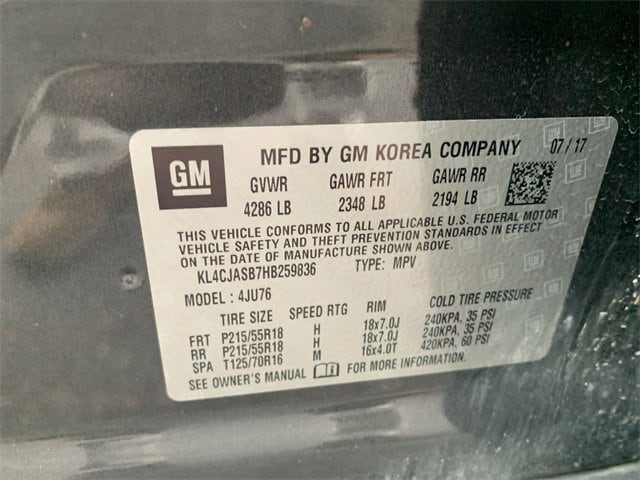 GM
MFD BY GM KOREA COMPANY 07/17
GVWR GAWR FRT GAWR RR
4286 LB 2348 LB 2194 LB
THIS VEHICLE CONFORMS TO ALL APPLICABLE U.S. FEDERAL MOTOR
VEHICLE SAFETY AND THEFT PREVENTION STANDARDS IN EFFECT
ON THE DATE OF MANUFACTURE SHOWN ABOVE.
KL4CJASB7HB259836 TYPE: MPV
MODEL : 4JU76
TIRE SIZE SPEED RTG RIM COLD TIRE PRESSURE
FRT P215/55R18 H 18x7.0J 240KPA, 35 PSI
RR P215/55R18 H 18x7.0J 240KPA, 35 PSI
SPA T125/70R16 M 16x4.0T 420KPA, 60 PSI
SEE OWNER'S MANUAL FOR MORE INFORMATION.